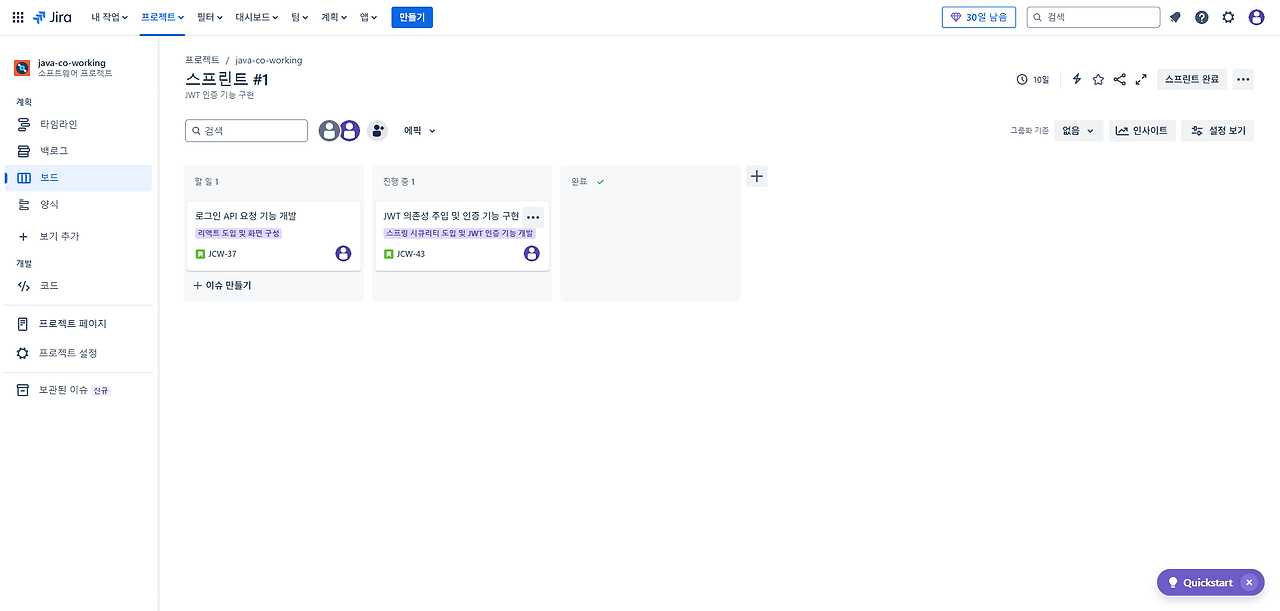 Jira 내 작업 프로젝트 필터 대시보드 팀 계획 앱 만들기 30일 남음 검색
java-co-working
소프트웨어 프로젝트
계획
타임라인
백로그
보드
양식
보기 추가
개발
코드
프로젝트 페이지
프로젝트 설정
보관된 이슈 신규
프로젝트 / java-co-working
스프린트 #1
JWT 인증 기능 구현
10일 스프린트 완료
검색 에픽
그룹화 기준 없음 인사이트 설정 보기
할 일 1
로그인 API 요청 기능 개발
리액트 도입 및 화면 구성
JCW-37
이슈 만들기
진행 중 1
JWT 의존성 주입 및 인증 기능 구현
스프링 시큐리티 도입 및 JWT 인증 기능 개발
JCW-43
완료
Quickstart